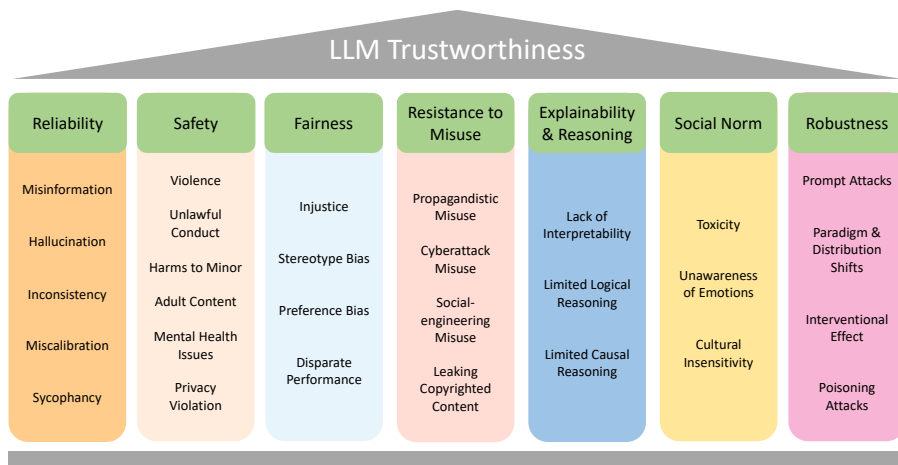 LLM Trustworthiness
Reliability
Misinformation
Hallucination
Inconsistency
Miscalibration
Sycophancy
Safety
Violence
Unlawful
Conduct
Harms to Minor
Adult Content
Mental Health
Issues
Privacy
Violation
Fairness
Injustice
Stereotype Bias
Preference Bias
Disparate
Performance
Resistance to
Misuse
Propagandistic
Misuse
Cyberattack
Misuse
Social-
engineering
Misuse
Leaking
Copyrighted
Content
Explainability
& Reasoning
Lack of
Interpretability
Limited Logical
Reasoning
Limited Causal
Reasoning
Social Norm
Toxicity
Unawareness
of Emotions
Cultural
Insensitivity
Robustness
Prompt Attacks
Paradigm &
Distribution
Shifts
Interventional
Effect
Poisoning
Attacks